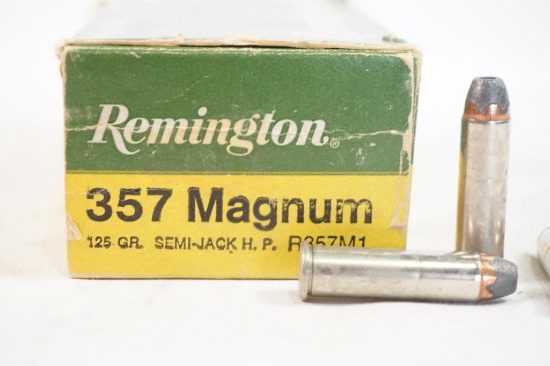 Remington®
357 Magnum
125 GR. SEMI-JACK H. P. R357M1